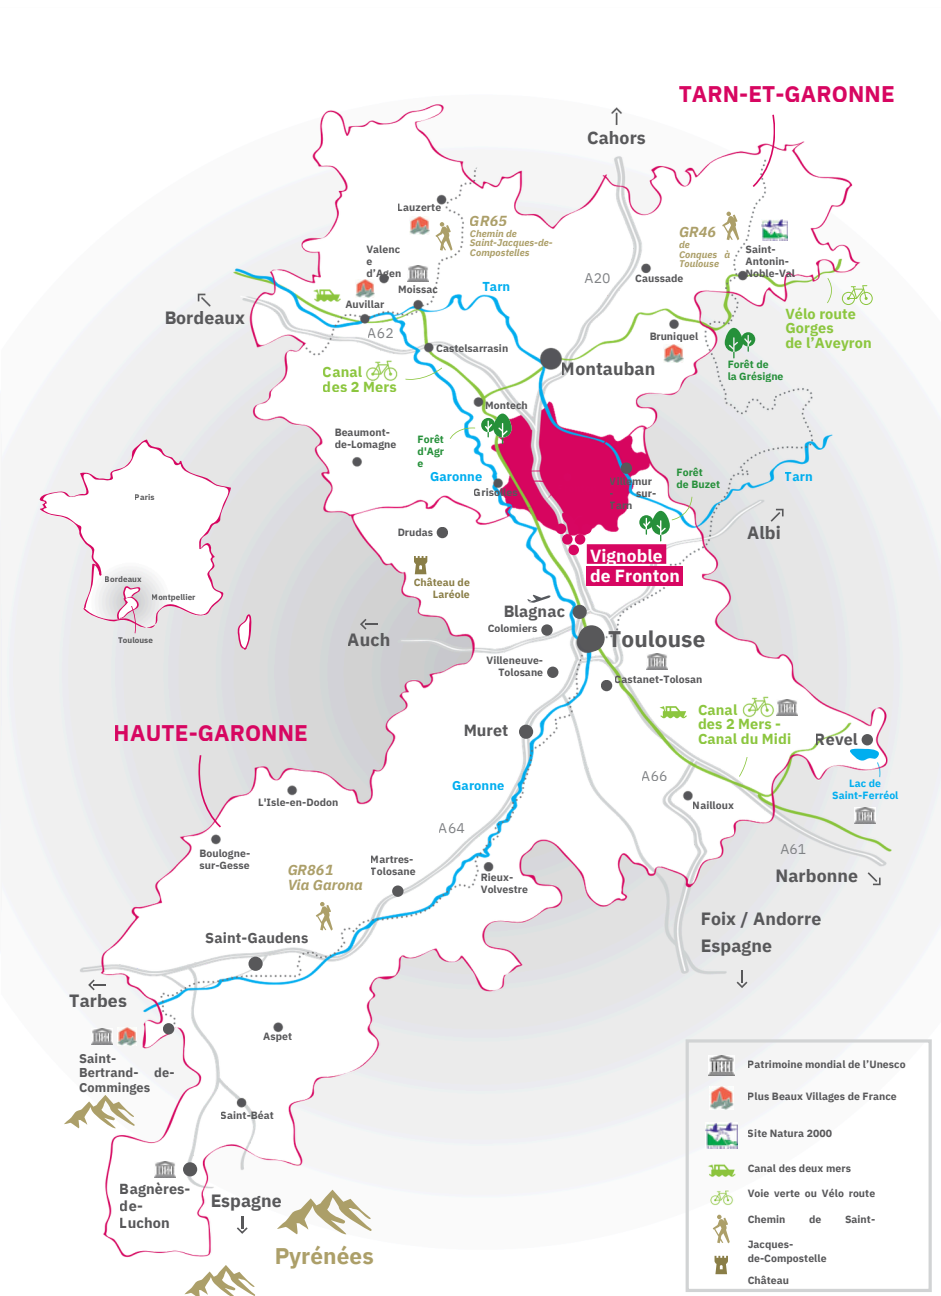 TARN-ET-GARONNE
Cahors
Lauzerte
GR65
Chemin de
Saint-Jacques-de-
Compostelles
GR46
de
Conques à
Toulouse
Saint-
Antonin-
Noble-Val
Valenc
e
d'Agen
Moissac
Tarn
A20
Caussade
Auvillar
Bordeaux
A62
Vélo route
Gorges
de l'Aveyron
Bruniquel
Castelsarrasin
Montauban
Forêt de
la Grésigne
Canal
des 2 Mers
Montech
Beaumont-
de-Lomagne
Forêt
d'Agr
e
Garonne
Forêt
de Buzet
Tarn
sur-
Tarn
Paris
Bordeaux
Montpellier
Toulouse
Drudas
Albi
Château de
Laréole
Vignoble
de Fronton
Blagnac
Colomiers
Auch
Toulouse
Villeneuve-
Tolosane
Castanet-Tolosan
HAUTE-GARONNE
Muret
Canal
des 2 Mers -
Canal du Midi
Revel
Lac de
Saint-Ferréol
Garonne
A66
L'Isle-en-Dodon
Nailloux
A64
Boulogne-
sur-Gesse
Martres-
Tolosane
A61
GR861
Via Garona
Rieux-
Volvestre
Narbonne
Foix / Andorre
Espagne
Saint-Gaudens
Tarbes
Aspet
Saint-
Bertrand- de-
Comminges
Saint-Béat
Bagnères-
de-
Luchon
Espagne
Pyrénées
Patrimoine mondial de l'Unesco
Plus Beaux Villages de France
Site Natura 2000
Canal des deux mers
Voie verte ou Vélo route
Chemin de Saint-
Jacques-
de-Compostelle
Château